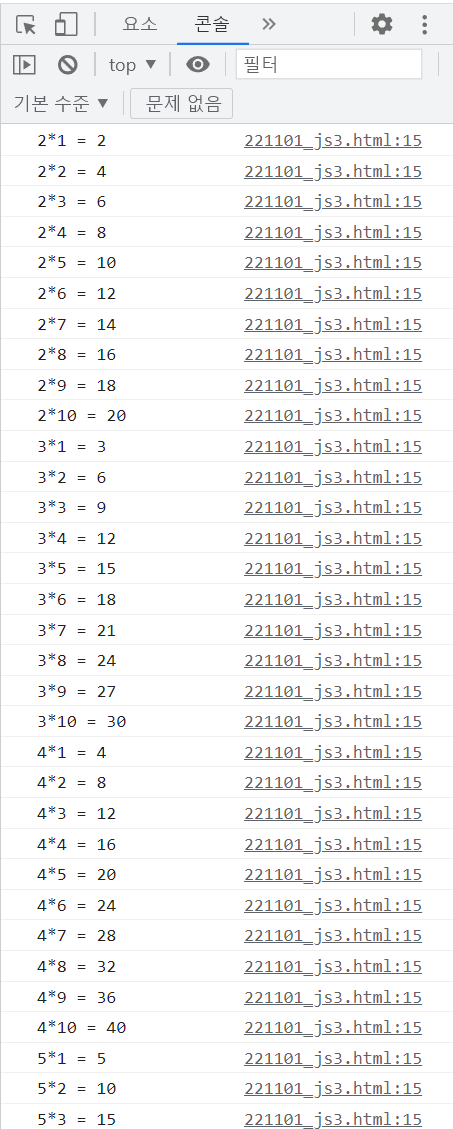 요소 콘솔
top 필터
기본 수준 문제 없음
2*1 = 2 221101_js3.html:15
2*2 = 4 221101_js3.html:15
2*3 = 6 221101_js3.html:15
2*4 = 8 221101_js3.html:15
2*5 = 10 221101_js3.html:15
2*6 = 12 221101_js3.html:15
2*7 = 14 221101_js3.html:15
2*8 = 16 221101_js3.html:15
2*9 = 18 221101_js3.html:15
2*10 = 20 221101_js3.html:15
3*1 = 3 221101_js3.html:15
3*2 = 6 221101_js3.html:15
3*3 = 9 221101_js3.html:15
3*4 = 12 221101_js3.html:15
3*5 = 15 221101_js3.html:15
3*6 = 18 221101_js3.html:15
3*7 = 21 221101_js3.html:15
3*8 = 24 221101_js3.html:15
3*9 = 27 221101_js3.html:15
3*10 = 30 221101_js3.html:15
4*1 = 4 221101_js3.html:15
4*2 = 8 221101_js3.html:15
4*3 = 12 221101_js3.html:15
4*4 = 16 221101_js3.html:15
4*5 = 20 221101_js3.html:15
4*6 = 24 221101_js3.html:15
4*7 = 28 221101_js3.html:15
4*8 = 32 221101_js3.html:15
4*9 = 36 221101_js3.html:15
4*10 = 40 221101_js3.html:15
5*1 = 5 221101_js3.html:15
5*2 = 10 221101_js3.html:15
5*3 = 15 221101_js3.html:15